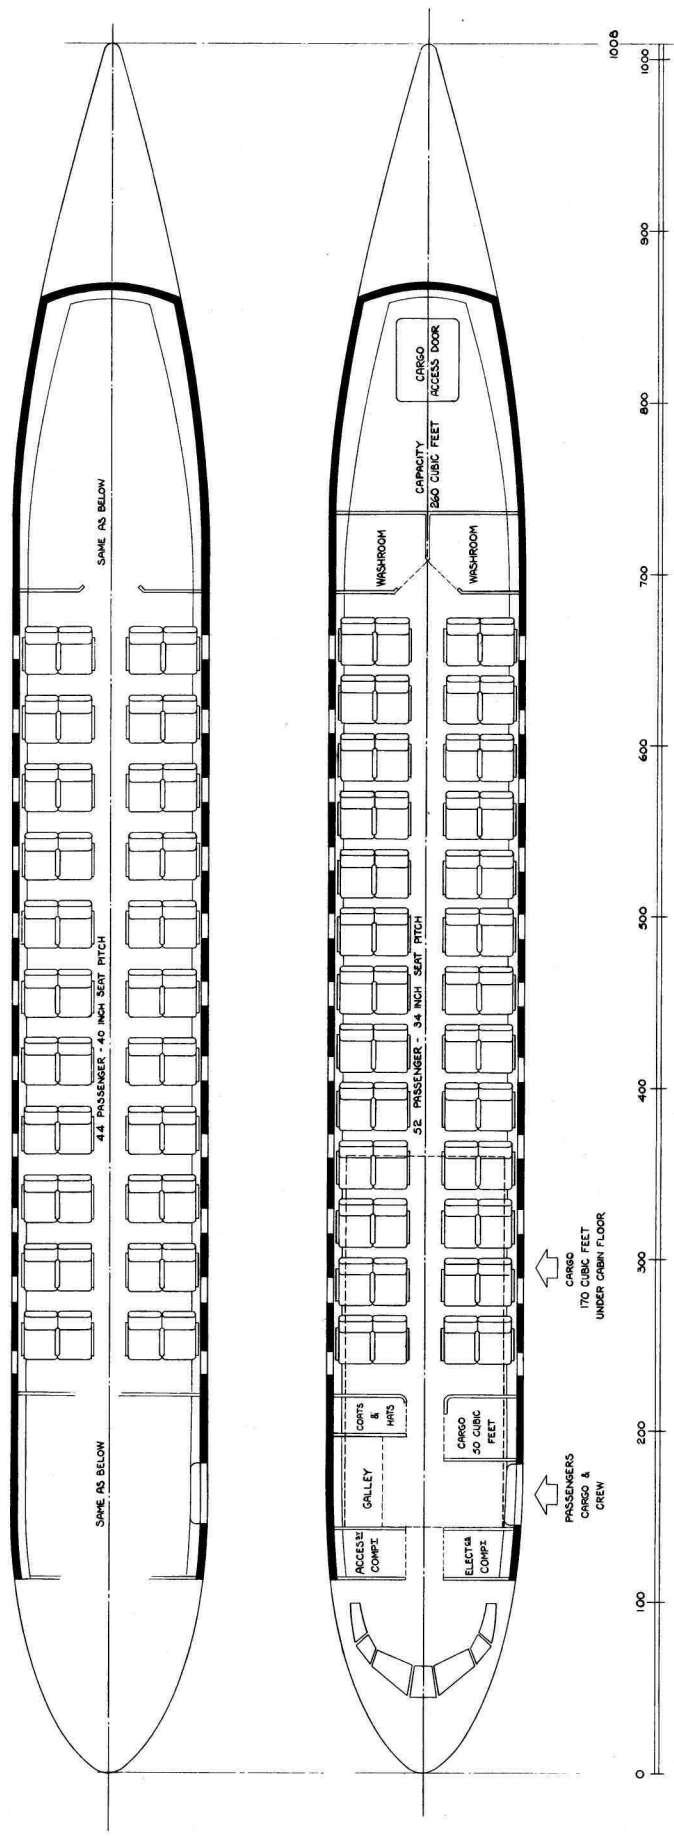 SAME AS BELOW
44 PASSENGER - 40 INCH SEAT PITCH
SAME AS BELOW
CARGO
ACCESS DOOR
CAPACITY
260 CUBIC FEET
WASHROOM
WASHROOM
52 PASSENGER - 34 INCH SEAT PITCH
COATS
&
HATS
CARGO
50 CUBIC
FEET
GALLEY
ACCESSY
COMPT
ELECTCAL
COMPT
CARGO
170 CUBIC FEET
UNDER CABIN FLOOR
PASSENGERS
CARGO &
CREW
1008
1000
900
800
700
600
500
400
300
200
100
0